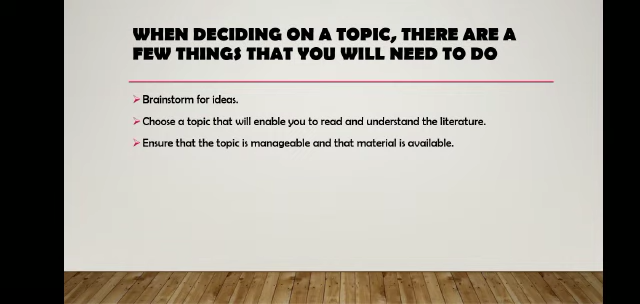 WHEN DECIDING ON A TOPIC, THERE ARE A
FEW THINGS THAT YOU WILL NEED TO DO
Brainstorm for ideas.
Choose a topic that will enable you to read and understand the literature.
Ensure that the topic is manageable and that material is available.